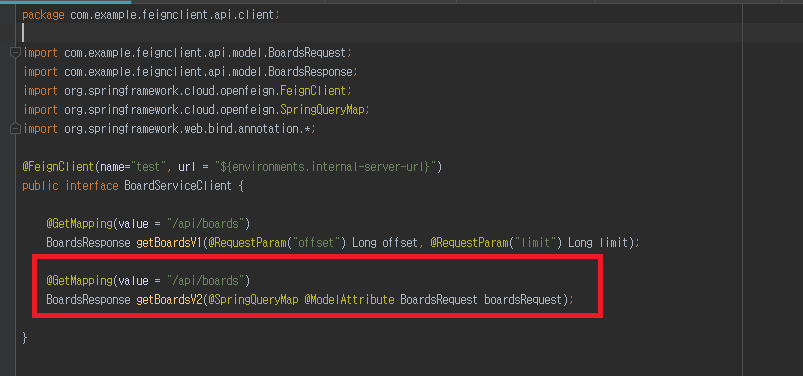 package com.example.feignclient.api.client;
import com.example.feignclient.api.model.BoardsRequest;
import com.example.feignclient.api.model.BoardsResponse;
import org.springframework.cloud.openfeign.FeignClient;
import org.springframework.cloud.openfeign.SpringQueryMap;
import org.springframework.web.bind.annotation.*;
@FeignClient(name="test", url = "${environments.internal-server-url}")
public interface BoardServiceClient {
@GetMapping(value = "/api/boards")
BoardsResponse getBoardsV1(@RequestParam("offset") Long offset, @RequestParam("limit") Long limit);
@GetMapping(value = "/api/boards")
BoardsResponse getBoardsV2(@SpringQueryMap @ModelAttribute BoardsRequest boardsRequest);
}